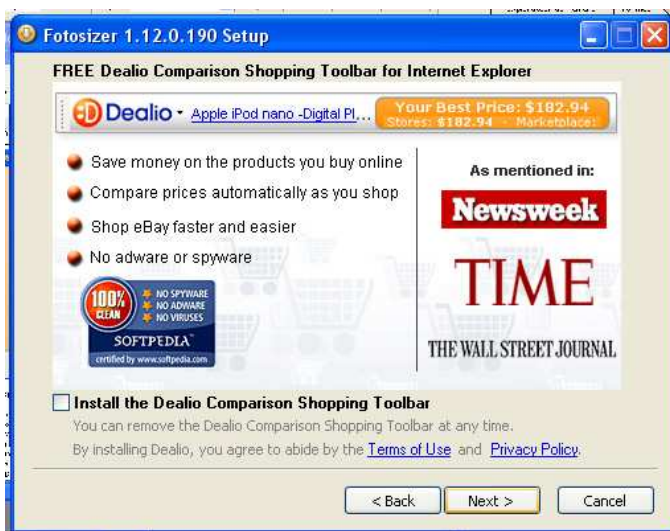 Fotosizer 1.12.0.190 Setup
FREE Dealio Comparison Shopping Toolbar for Internet Explorer
Dealio Apple iPod nano -Digital Pl... Your Best Price: $182.94
Stores: $182.94 - Marketplace:
Save money on the products you buy online
Compare prices automatically as you shop
Shop eBay faster and easier
No adware or spyware
100% CLEAN
NO SPYWARE
NO ADWARE
NO VIRUSES
SOFTPEDIA
certified by www.softpedia.com
As mentioned in:
Newsweek
TIME
THE WALL STREET JOURNAL
Install the Dealio Comparison Shopping Toolbar
You can remove the Dealio Comparison Shopping Toolbar at any time.
By installing Dealio, you agree to abide by the Terms of Use and Privacy Policy.
< Back Next > Cancel